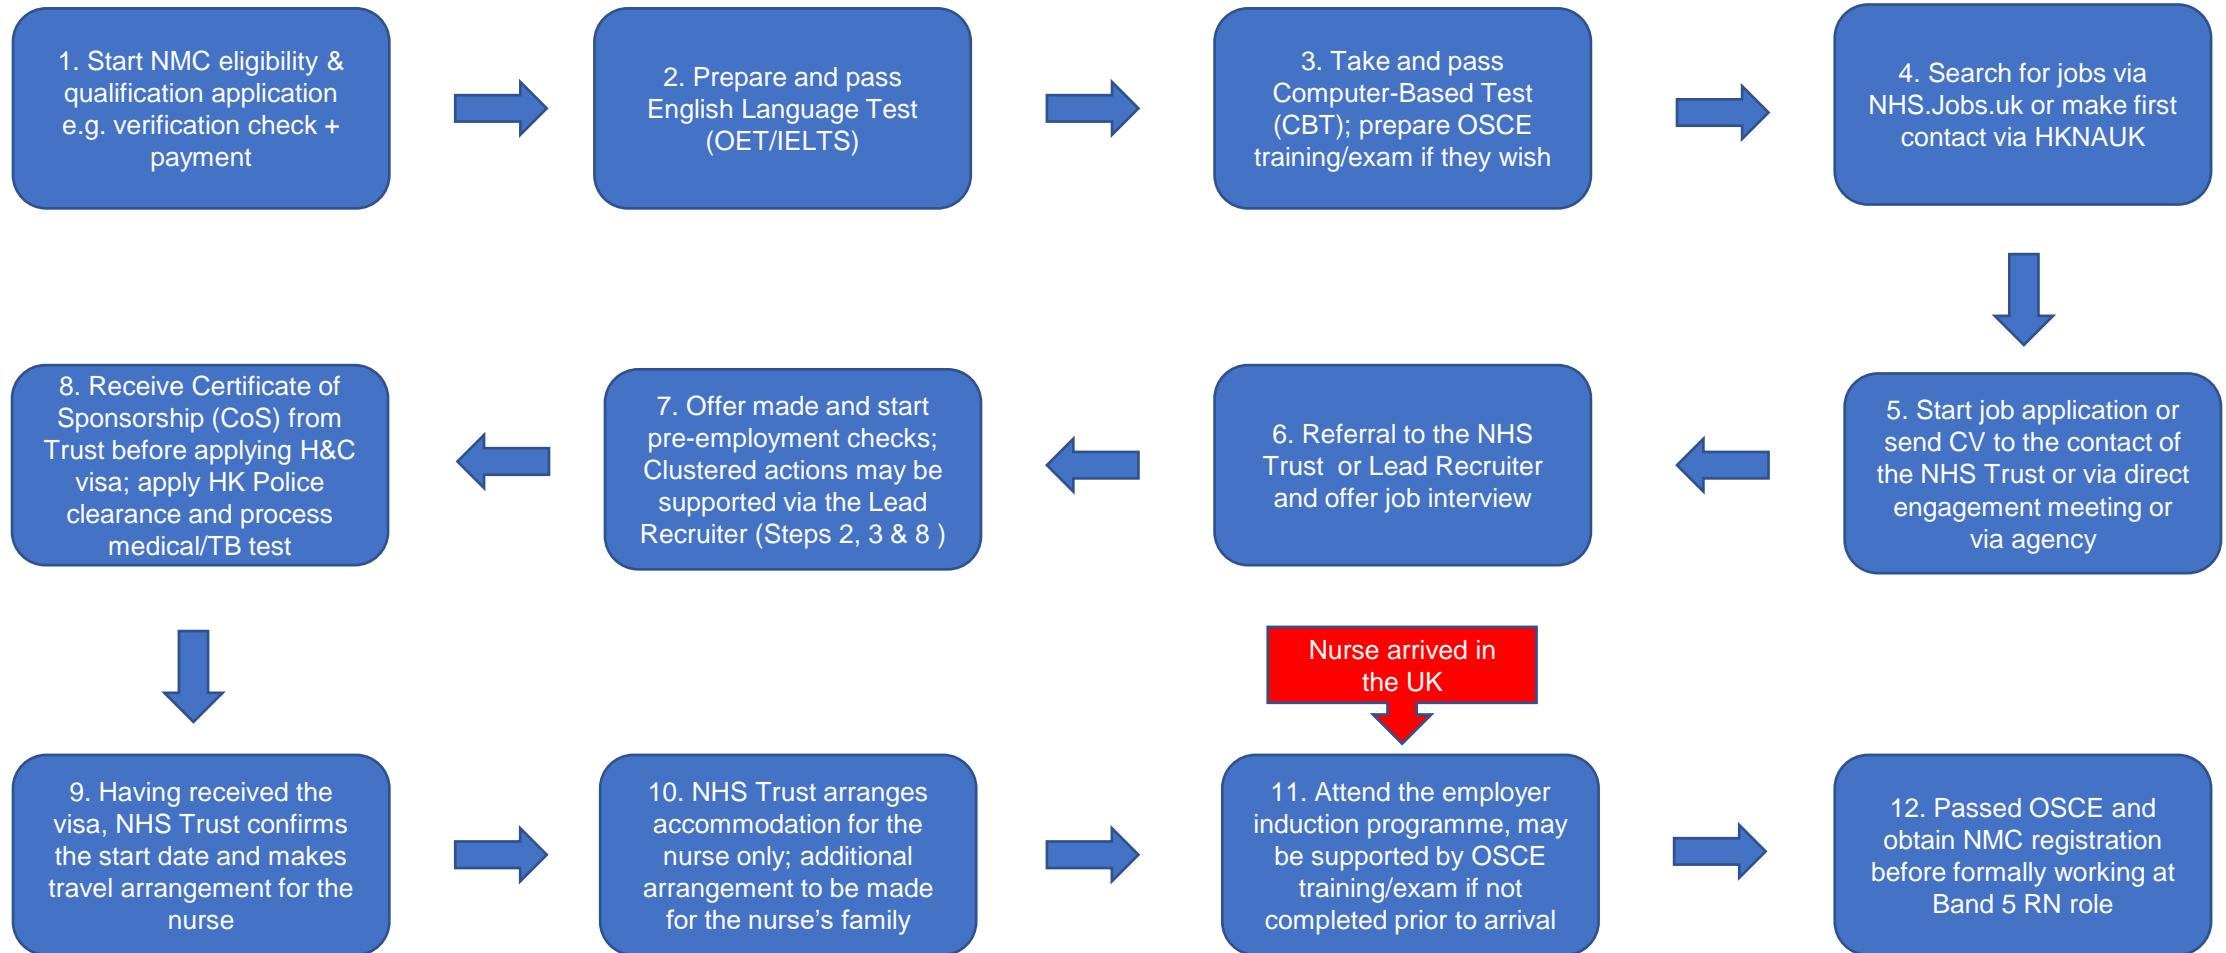 1. Start NMC eligibility &
qualification application
e.g. verification check +
payment
2. Prepare and pass
English Language Test
(OET/IELTS)
3. Take and pass
Computer-Based Test
(CBT); prepare OSCE
training/exam if they wish
4. Search for jobs via
NHS.Jobs.uk or make first
contact via HKNAUK
5. Start job application or
send CV to the contact of
the NHS Trust or via direct
engagement meeting or
via agency
6. Referral to the NHS
Trust or Lead Recruiter
and offer job interview
7. Offer made and start
pre-employment checks;
Clustered actions may be
supported via the Lead
Recruiter (Steps 2, 3 & 8 )
8. Receive Certificate of
Sponsorship (CoS) from
Trust before applying H&C
visa; apply HK Police
clearance and process
medical/TB test
9. Having received the
visa, NHS Trust confirms
the start date and makes
travel arrangement for the
nurse
10. NHS Trust arranges
accommodation for the
nurse only; additional
arrangement to be made
for the nurse’s family
Nurse arrived in
the UK
11. Attend the employer
induction programme, may
be supported by OSCE
training/exam if not
completed prior to arrival
12. Passed OSCE and
obtain NMC registration
before formally working at
Band 5 RN role